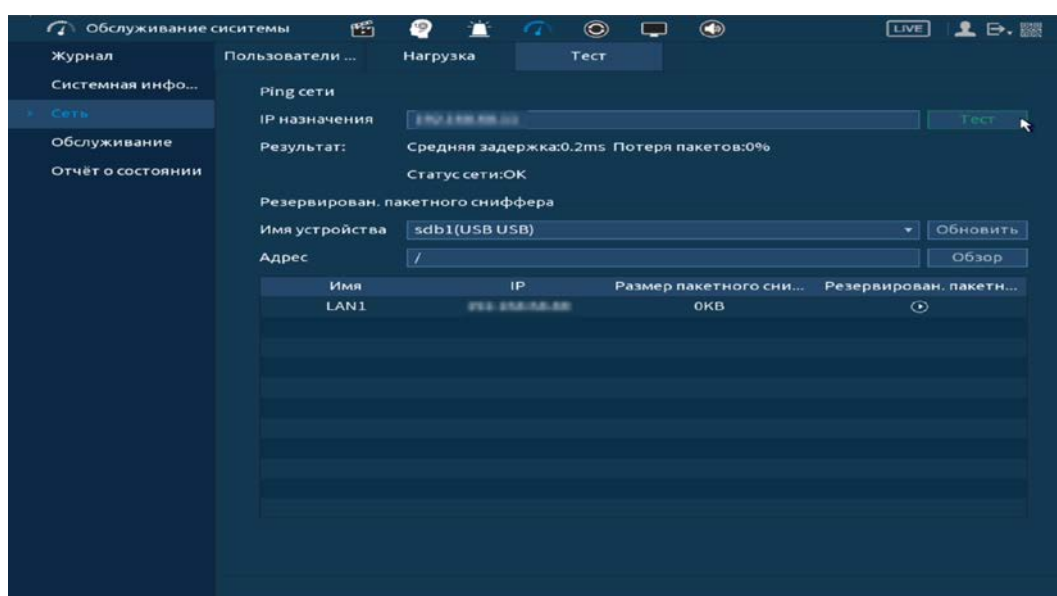 Обслуживание сиситемы LIVE
Журнал Пользователи ... Нагрузка Тест
Системная инфо...
Сеть
Обслуживание
Отчёт о состоянии
Ping сети
IP назначения Тест
Результат: Средняя задержка:0.2ms Потеря пакетов:0%
Статус сети:OK
Резервирован. пакетного сниффера
Имя устройства sdb1(USB USB) Обновить
Адрес / Обзор
Имя IP Размер пакетного сни... Резервирован. пакетн...
LAN1 0KB